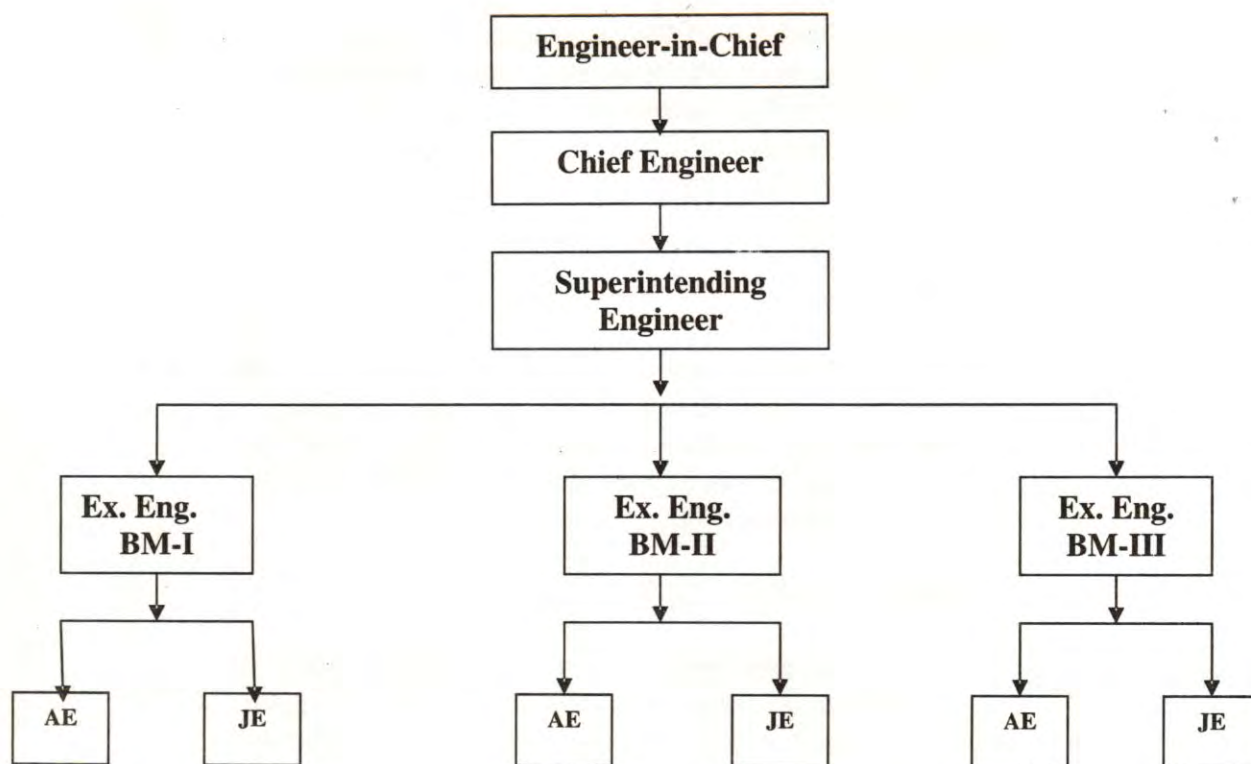 Engineer-in-Chief
Chief Engineer
Superintending
Engineer
Ex. Eng.
BM-I
Ex. Eng.
BM-II
Ex. Eng.
BM-III
AE
JE
AE
JE
AE
JE